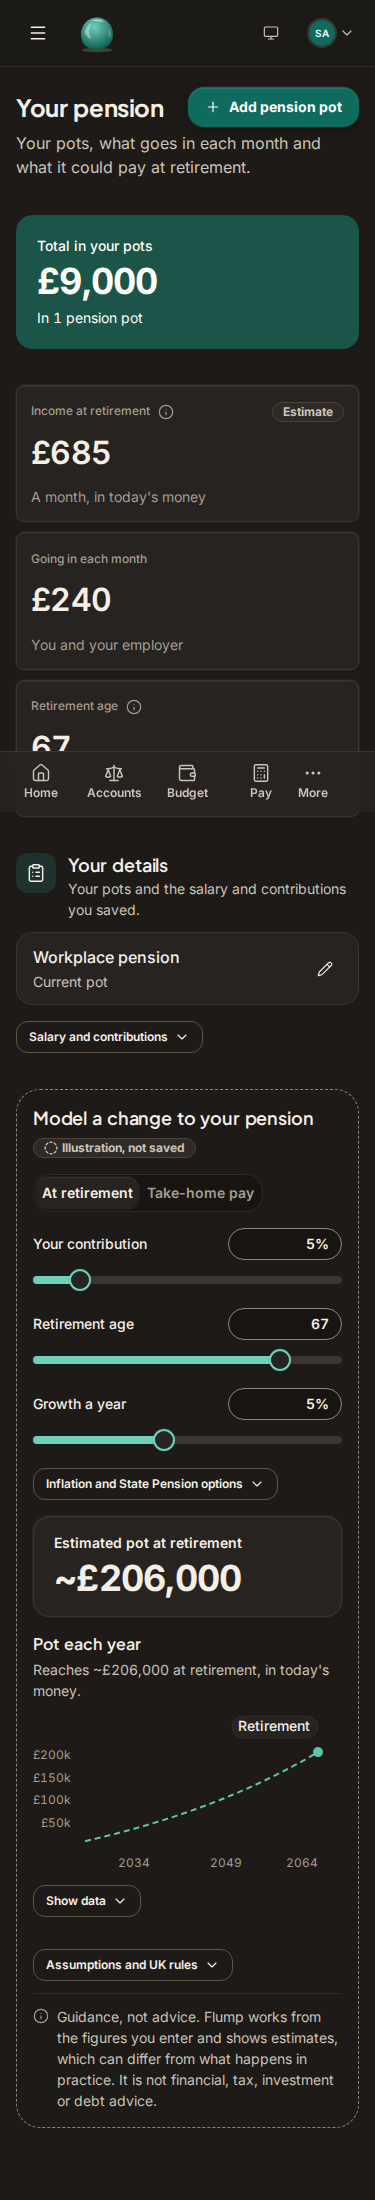 SA
Your pension
Add pension pot
Your pots, what goes in each month and
what it could pay at retirement.
Total in your pots
£9,000
In 1 pension pot
Income at retirement
Estimate
£685
A month, in today's money
Going in each month
£240
You and your employer
Retirement age
67
Home
Accounts
Budget
Pay
More
Your details
Your pots and the salary and contributions
you saved.
Workplace pension
Current pot
Salary and contributions
Model a change to your pension
Illustration, not saved
At retirement
Take-home pay
Your contribution
5%
Retirement age
67
Growth a year
5%
Inflation and State Pension options
Estimated pot at retirement
~£206,000
Pot each year
Reaches ~£206,000 at retirement, in today's
money.
Retirement
£200k
£150k
£100k
£50k
2034
2049
2064
Show data
Assumptions and UK rules
Guidance, not advice. Flump works from
the figures you enter and shows estimates,
which can differ from what happens in
practice. It is not financial, tax, investment
or debt advice.